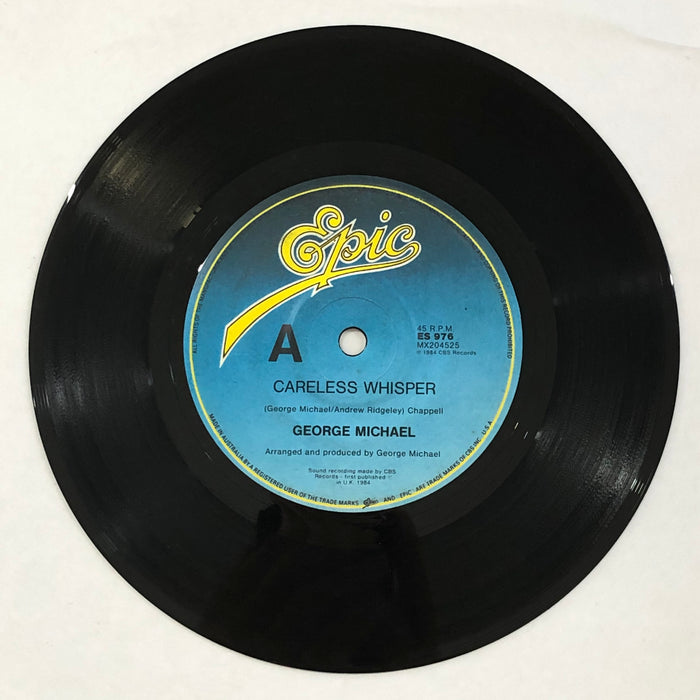 Epic
A
45 R.P.M.
ES 976
MX204525
℗ 1984 CBS Records
CARELESS WHISPER
(George Michael/Andrew Ridgeley) Chappell
GEORGE MICHAEL
Arranged and produced by George Michael
Sound recording made by CBS
Records - first published
in U.K. 1984
MADE IN AUSTRALIA BY A REGISTERED USER OF THE TRADE MARKS Epic AND EPIC ARE TRADE MARKS OF CBS INC. U.S.A.